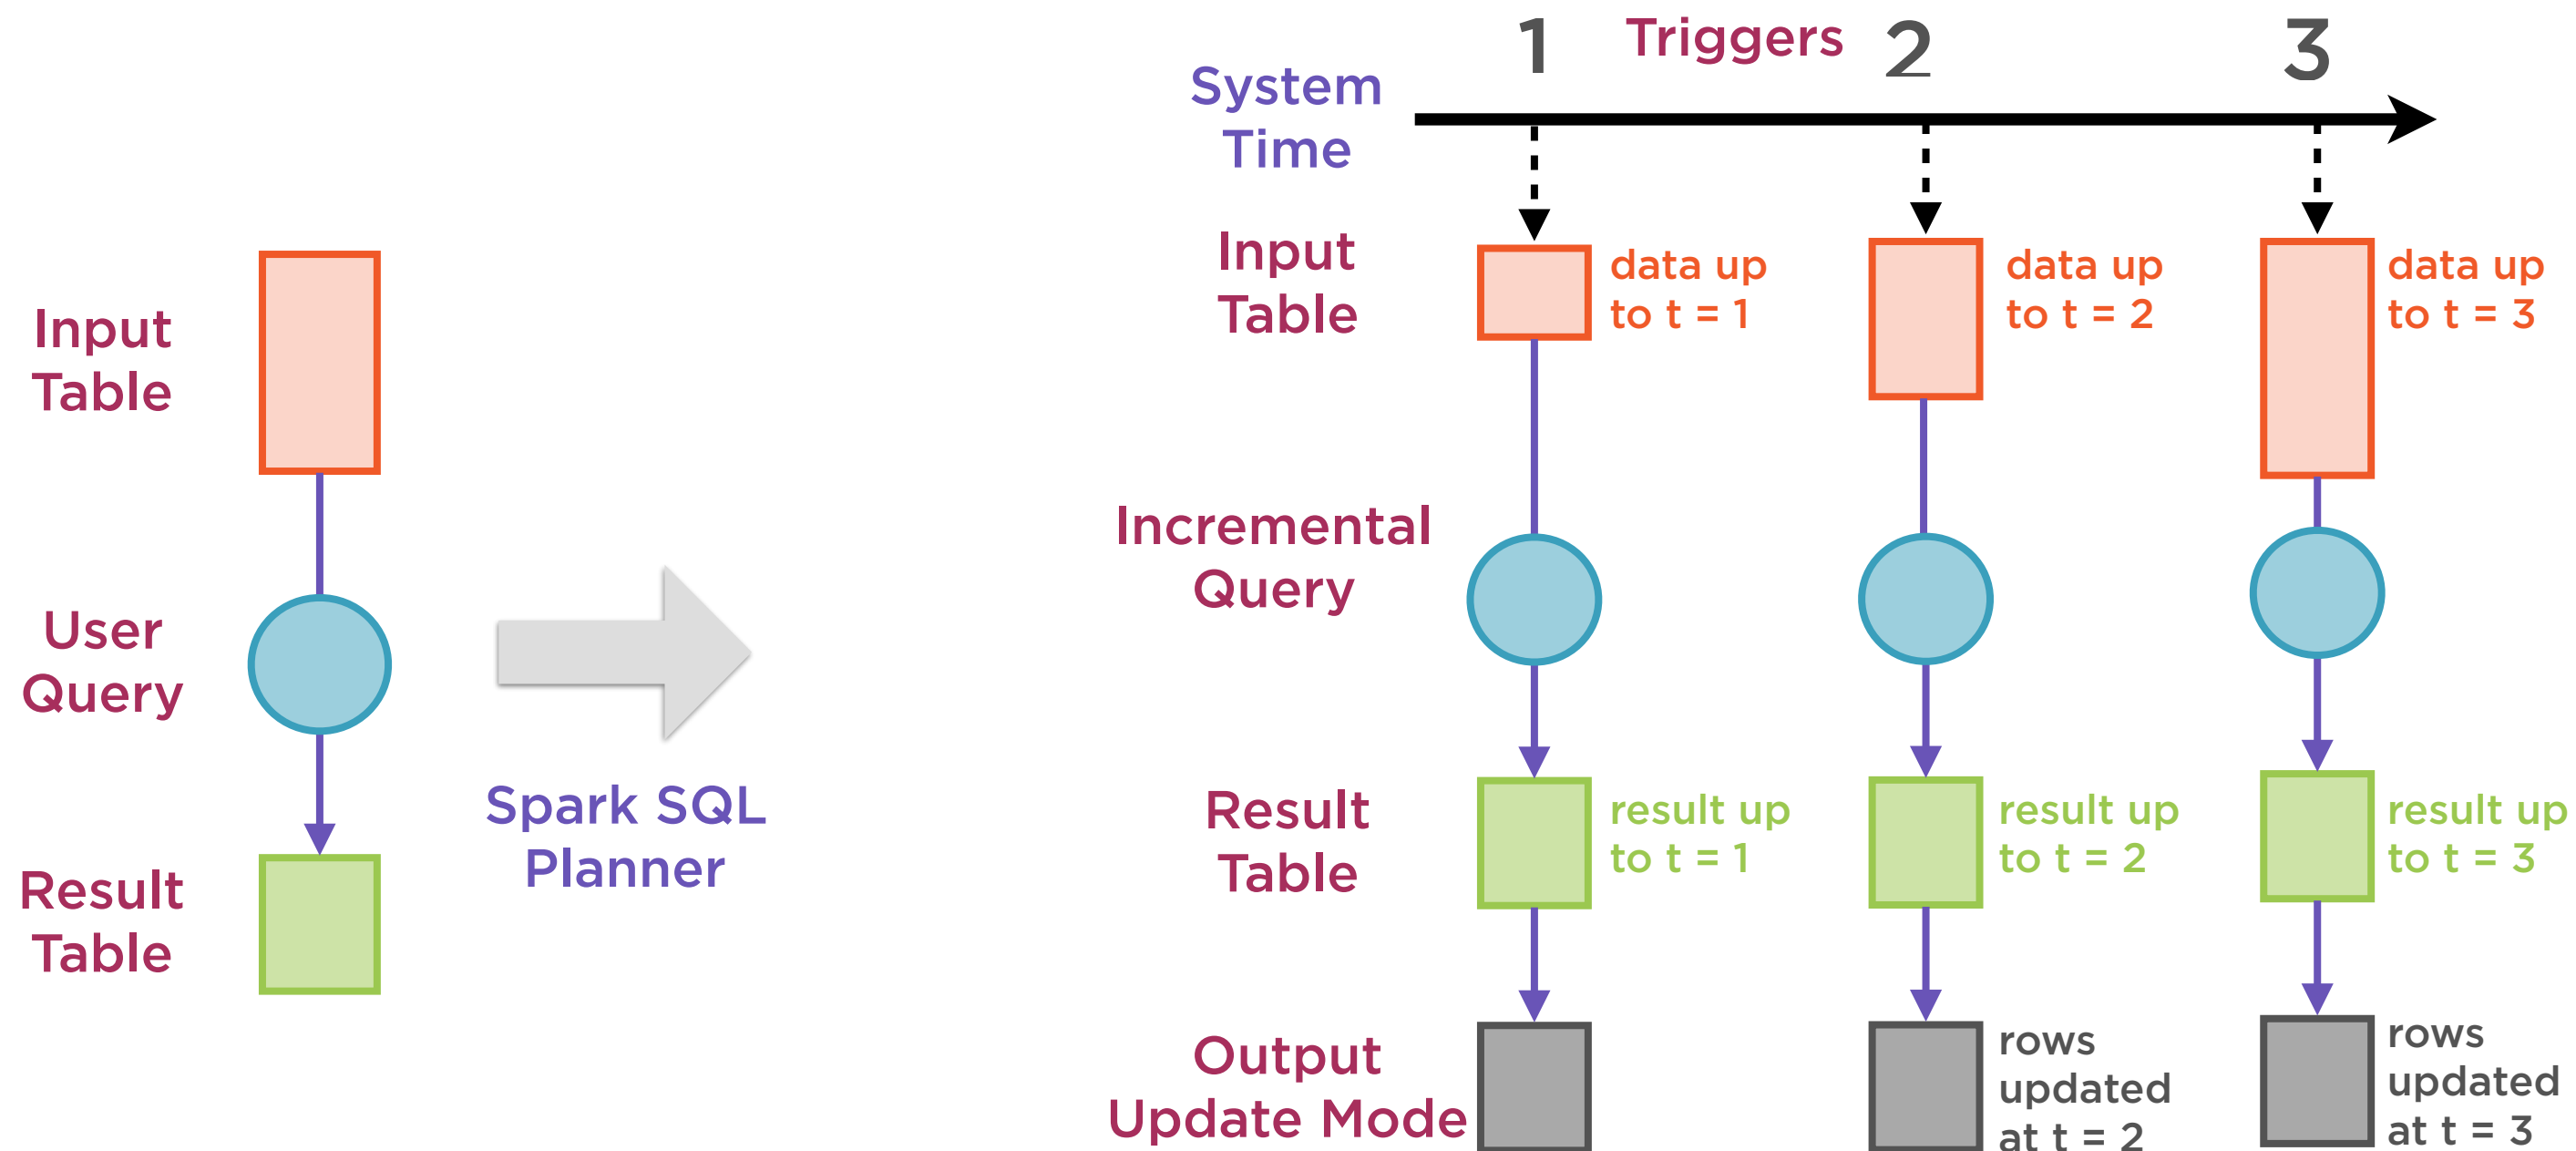 Input
Table
User
Query
Result
Table
Spark SQL
Planner
1
Triggers
2
3
System
Time
Input
Table
data up
to t = 1
data up
to t = 2
data up
to t = 3
Incremental
Query
Result
Table
result up
to t = 1
result up
to t = 2
result up
to t = 3
Output
Update Mode
rows
updated
at t = 2
rows
updated
at t = 3